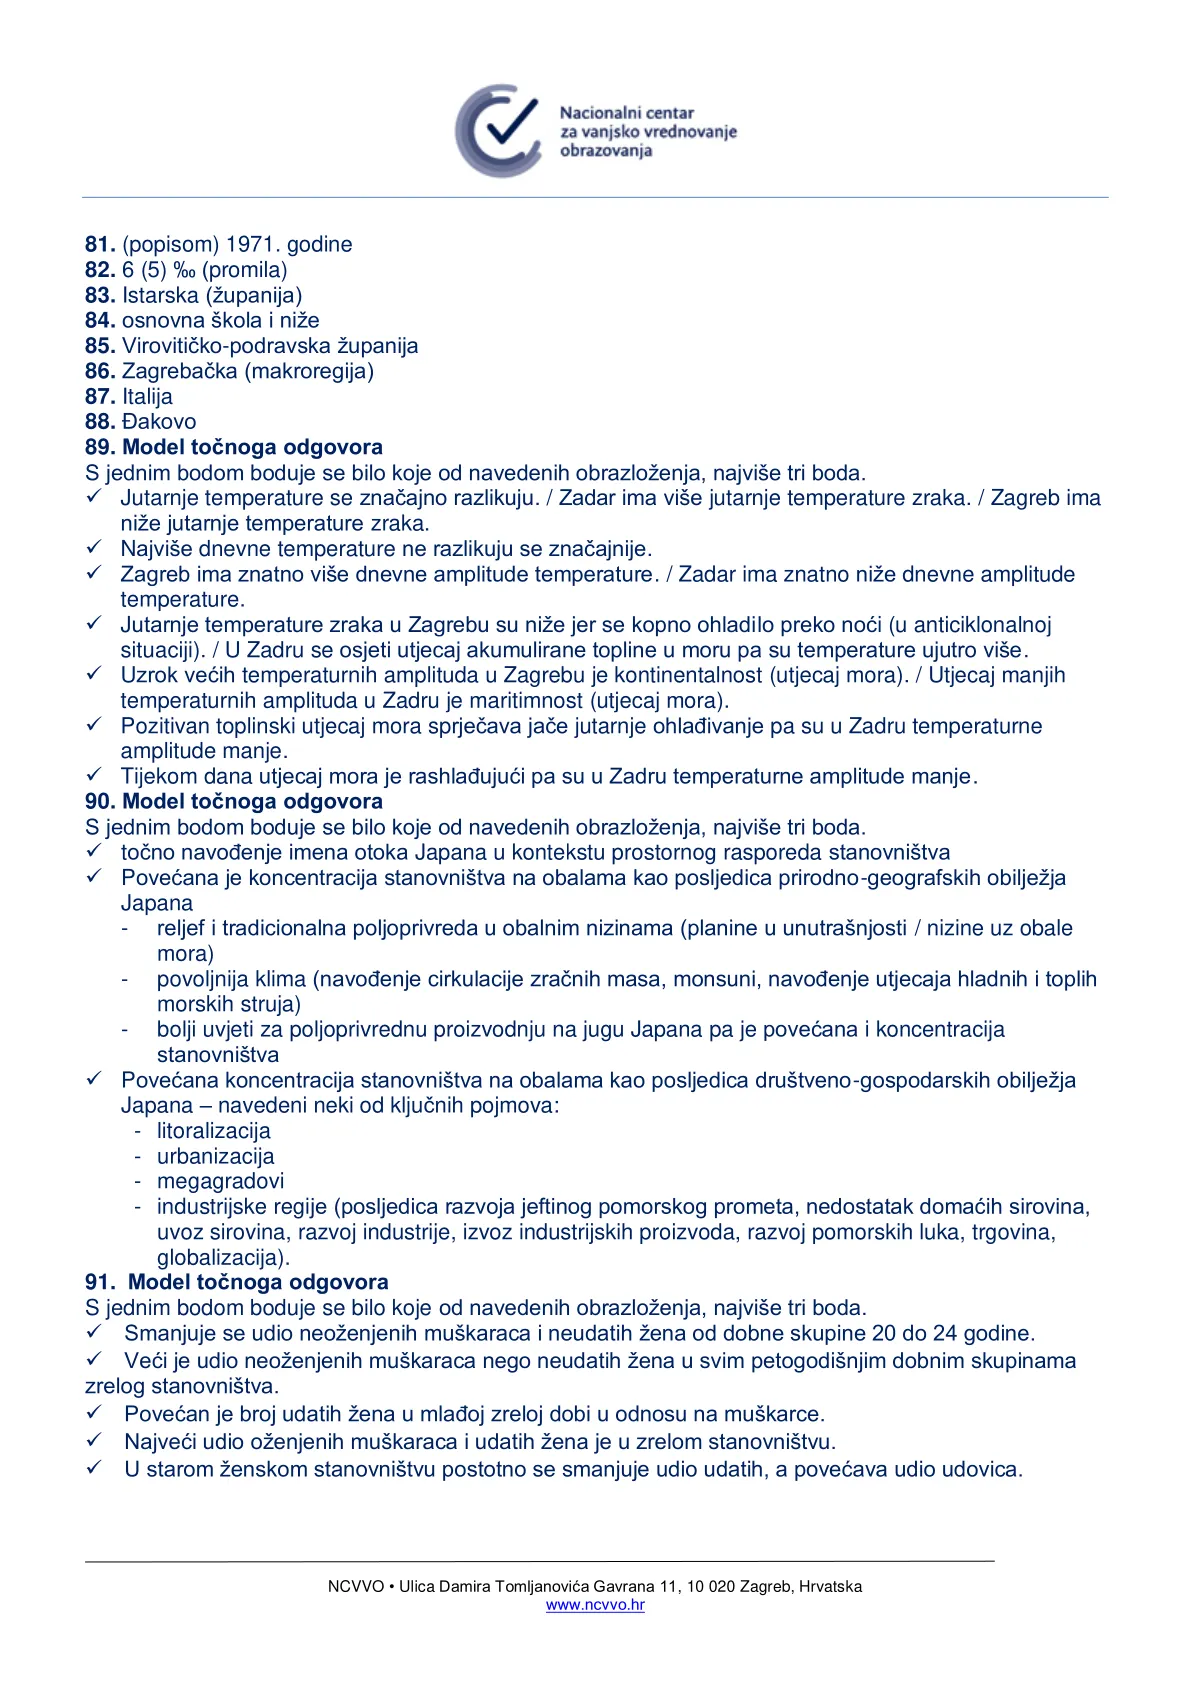 Nacionalni centar
za vanjsko vrednovanje
obrazovanja
81. (popisom) 1971. godine
82. 6 (5) ‰ (promila)
83. Istarska (županija)
84. osnovna škola i niže
85. Virovitičko-podravska županija
86. Zagrebačka (makroregija)
87. Italija
88. Đakovo
89. Model točnoga odgovora
S jednim bodom boduje se bilo koje od navedenih obrazloženja, najviše tri boda.
✓ Jutarnje temperature se značajno razlikuju. / Zadar ima više jutarnje temperature zraka. / Zagreb ima
niže jutarnje temperature zraka.
✓ Najviše dnevne temperature ne razlikuju se značajnije.
✓ Zagreb ima znatno više dnevne amplitude temperature. / Zadar ima znatno niže dnevne amplitude
temperature.
✓ Jutarnje temperature zraka u Zagrebu su niže jer se kopno ohladilo preko noći (u anticiklonalnoj
situaciji). / U Zadru se osjeti utjecaj akumulirane topline u moru pa su temperature ujutro više.
✓ Uzrok većih temperaturnih amplituda u Zagrebu je kontinentalnost (utjecaj mora). / Utjecaj manjih
temperaturnih amplituda u Zadru je maritimnost (utjecaj mora).
✓ Pozitivan toplinski utjecaj mora sprječava jače jutarnje ohlađivanje pa su u Zadru temperaturne
amplitude manje.
✓ Tijekom dana utjecaj mora je rashlađujući pa su u Zadru temperaturne amplitude manje.
90. Model točnoga odgovora
S jednim bodom boduje se bilo koje od navedenih obrazloženja, najviše tri boda.
✓ točno navođenje imena otoka Japana u kontekstu prostornog rasporeda stanovništva
✓ Povećana je koncentracija stanovništva na obalama kao posljedica prirodno-geografskih obilježja
Japana
- reljef i tradicionalna poljoprivreda u obalnim nizinama (planine u unutrašnjosti / nizine uz obale
mora)
- povoljnija klima (navođenje cirkulacije zračnih masa, monsuni, navođenje utjecaja hladnih i toplih
morskih struja)
- bolji uvjeti za poljoprivrednu proizvodnju na jugu Japana pa je povećana i koncentracija
stanovništva
✓ Povećana koncentracija stanovništva na obalama kao posljedica društveno-gospodarskih obilježja
Japana – navedeni neki od ključnih pojmova:
- litoralizacija
- urbanizacija
- megagradovi
- industrijske regije (posljedica razvoja jeftinog pomorskog prometa, nedostatak domaćih sirovina,
uvoz sirovina, razvoj industrije, izvoz industrijskih proizvoda, razvoj pomorskih luka, trgovina,
globalizacija).
91. Model točnoga odgovora
S jednim bodom boduje se bilo koje od navedenih obrazloženja, najviše tri boda.
✓ Smanjuje se udio neoženjenih muškaraca i neudatih žena od dobne skupine 20 do 24 godine.
✓ Veći je udio neoženjenih muškaraca nego neudatih žena u svim petogodišnjim dobnim skupinama
zrelog stanovništva.
✓ Povećan je broj udatih žena u mlađoj zreloj dobi u odnosu na muškarce.
✓ Najveći udio oženjenih muškaraca i udatih žena je u zrelom stanovništvu.
✓ U starom ženskom stanovništvu postotno se smanjuje udio udatih, a povećava udio udovica.
NCVVO • Ulica Damira Tomljanovića Gavrana 11, 10 020 Zagreb, Hrvatska
www.ncvvo.hr